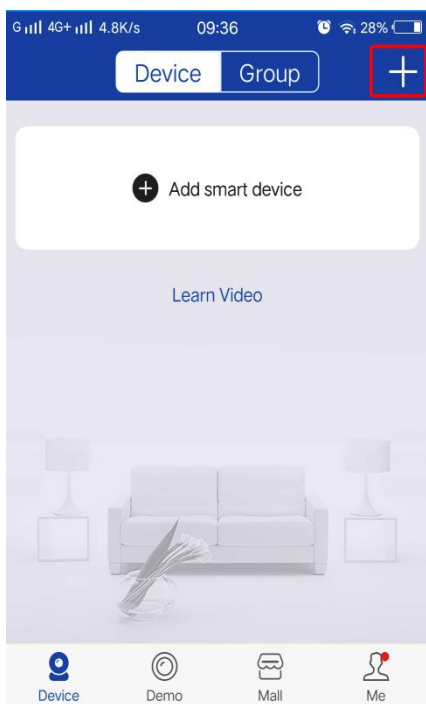 G 4G+ 4.8K/s 09:36 28%
Device Group
Add smart device
Learn Video
Device Demo Mall Me